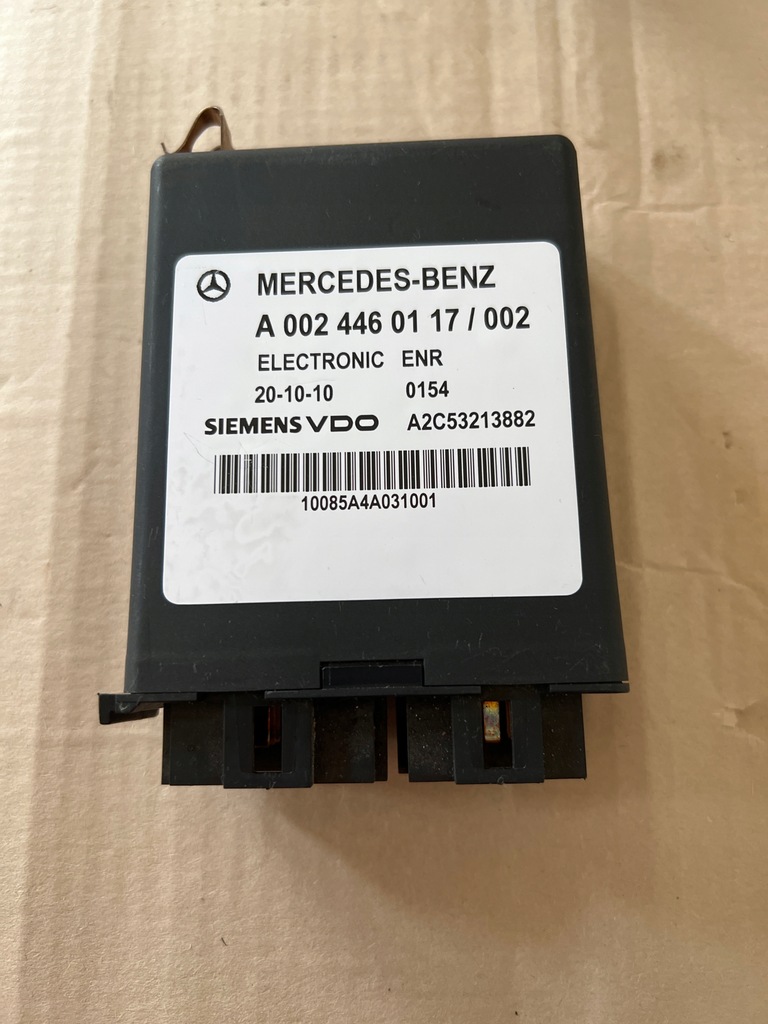 MERCEDES-BENZ
A 002 446 01 17 / 002
ELECTRONIC ENR
20-10-10 0154
SIEMENS VDO A2C53213882
10085A4A031001